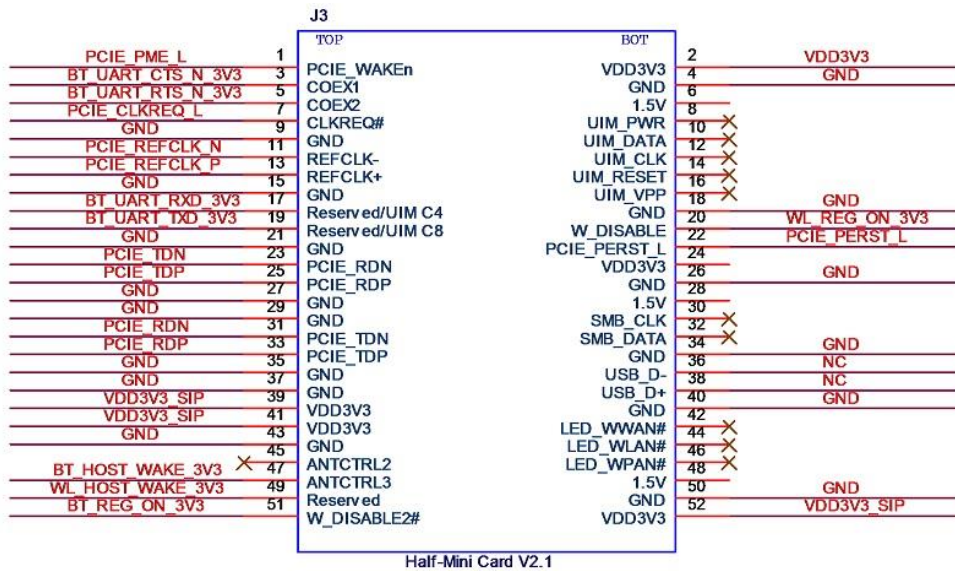 J3
TOP BOT
PCIE_PME_L 1 PCIE_WAKEn VDD3V3 2 VDD3V3
BT_UART_CTS_N_3V3 3 COEX1 GND 4 GND
BT_UART_RTS_N_3V3 5 COEX2 1.5V 6
PCIE_CLKREQ_L 7 CLKREQ# UIM_PWR 8
GND 9 GND UIM_DATA 10
PCIE_REFCLK_N 11 REFCLK- UIM_CLK 12
PCIE_REFCLK_P 13 REFCLK+ UIM_RESET 14
GND 15 GND UIM_VPP 16
BT_UART_RXD_3V3 17 Reserved/UIM C4 GND 18 GND
BT_UART_TXD_3V3 19 Reserved/UIM C8 W_DISABLE 20 WL_REG_ON_3V3
GND 21 GND PCIE_PERST_L 22 PCIE_PERST_L
PCIE_TDN 23 PCIE_RDN VDD3V3 24
PCIE_TDP 25 PCIE_RDP GND 26 GND
GND 27 GND 1.5V 28
GND 29 GND SMB_CLK 30
PCIE_RDN 31 PCIE_TDN SMB_DATA 32
PCIE_RDP 33 PCIE_TDP GND 34 GND
GND 35 GND USB_D- 36 NC
GND 37 GND USB_D+ 38 NC
VDD3V3_SIP 39 VDD3V3 GND 40 GND
VDD3V3_SIP 41 VDD3V3 LED_WWAN# 42
GND 43 GND LED_WLAN# 44
45 ANTCTRL2 LED_WPAN# 46
BT_HOST_WAKE_3V3 47 ANTCTRL3 1.5V 48
WL_HOST_WAKE_3V3 49 Reserved GND 50 GND
BT_REG_ON_3V3 51 W_DISABLE2# VDD3V3 52 VDD3V3_SIP
Half-Mini Card V2.1